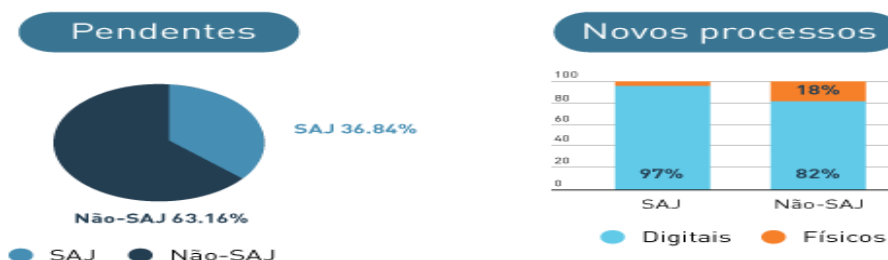 Pendentes
SAJ 36.84%
Não-SAJ 63.16%
SAJ Não-SAJ
Novos processos
100
80
60
40
20
0
18%
97% 82%
SAJ Não-SAJ
Digitais Físicos